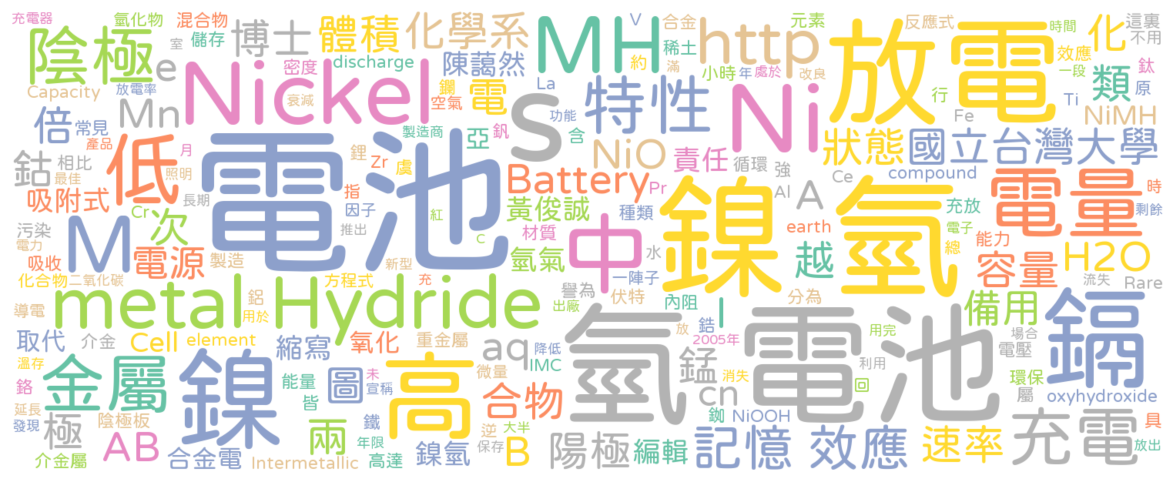 充電器 氫化物 混合物 博士 體積 化學系 MH http 放電 元素 V 合金 反應式 時間 這裏 不用
陰極 e 儲存 室 密度 discharge 陳藹然 約 滿 稀土 小時 年 處於 改良 效應 一段 化 類 鈦 原
Capacity 放電率 Nickel 衰減 鑭 空氣 電 La 功能 特性 Ni 行 Ti NiMH
倍 常見 Mn 產品 製造商 亞 釩 含 S NiO 責任 循環 強 狀態 Fe 國立台灣大學
鈷 相比 最佳 低 月 照明 電池 鋰 Zr 虞 Battery Pr Al A Ce compound
吸附式 長期 指 因子 紅 黃俊誠 種類 鎳氫 earth 充放 電子 總 電量 時 剩餘
污染 Cr 次 電力 吸收 M 電源 製造 推出 新型 C 材質 氫氣 中 水 一陣子 越 能力 容量 H2O
化合物 二氧化碳 方程式 充 譽為 出廠 伏特 內阻 分為 備用 流失 Rare
導電 metal 鋁 用於 Hydride 氫電池 放 鋯 I 2005年 用完 場合 電壓 鎘
取代 介金 Cell element 縮寫 氧化 重金屬 aq 降低 IMC 錳 消失 利用 回 環保 屬
溫存 鉻 金屬 鎳 能量 皆 圖 未 宣稱 微量 高 合物 cn 鉫 NiOOH oxyhydroxide
延長 發現 極 陰極板 AB 鐵 兩 年限 逆 大半 B 陽極 編輯 記憶 效應 速率 充電 具
介金屬 合金電 Intermetallic 高達 鎳氫 保存 放出